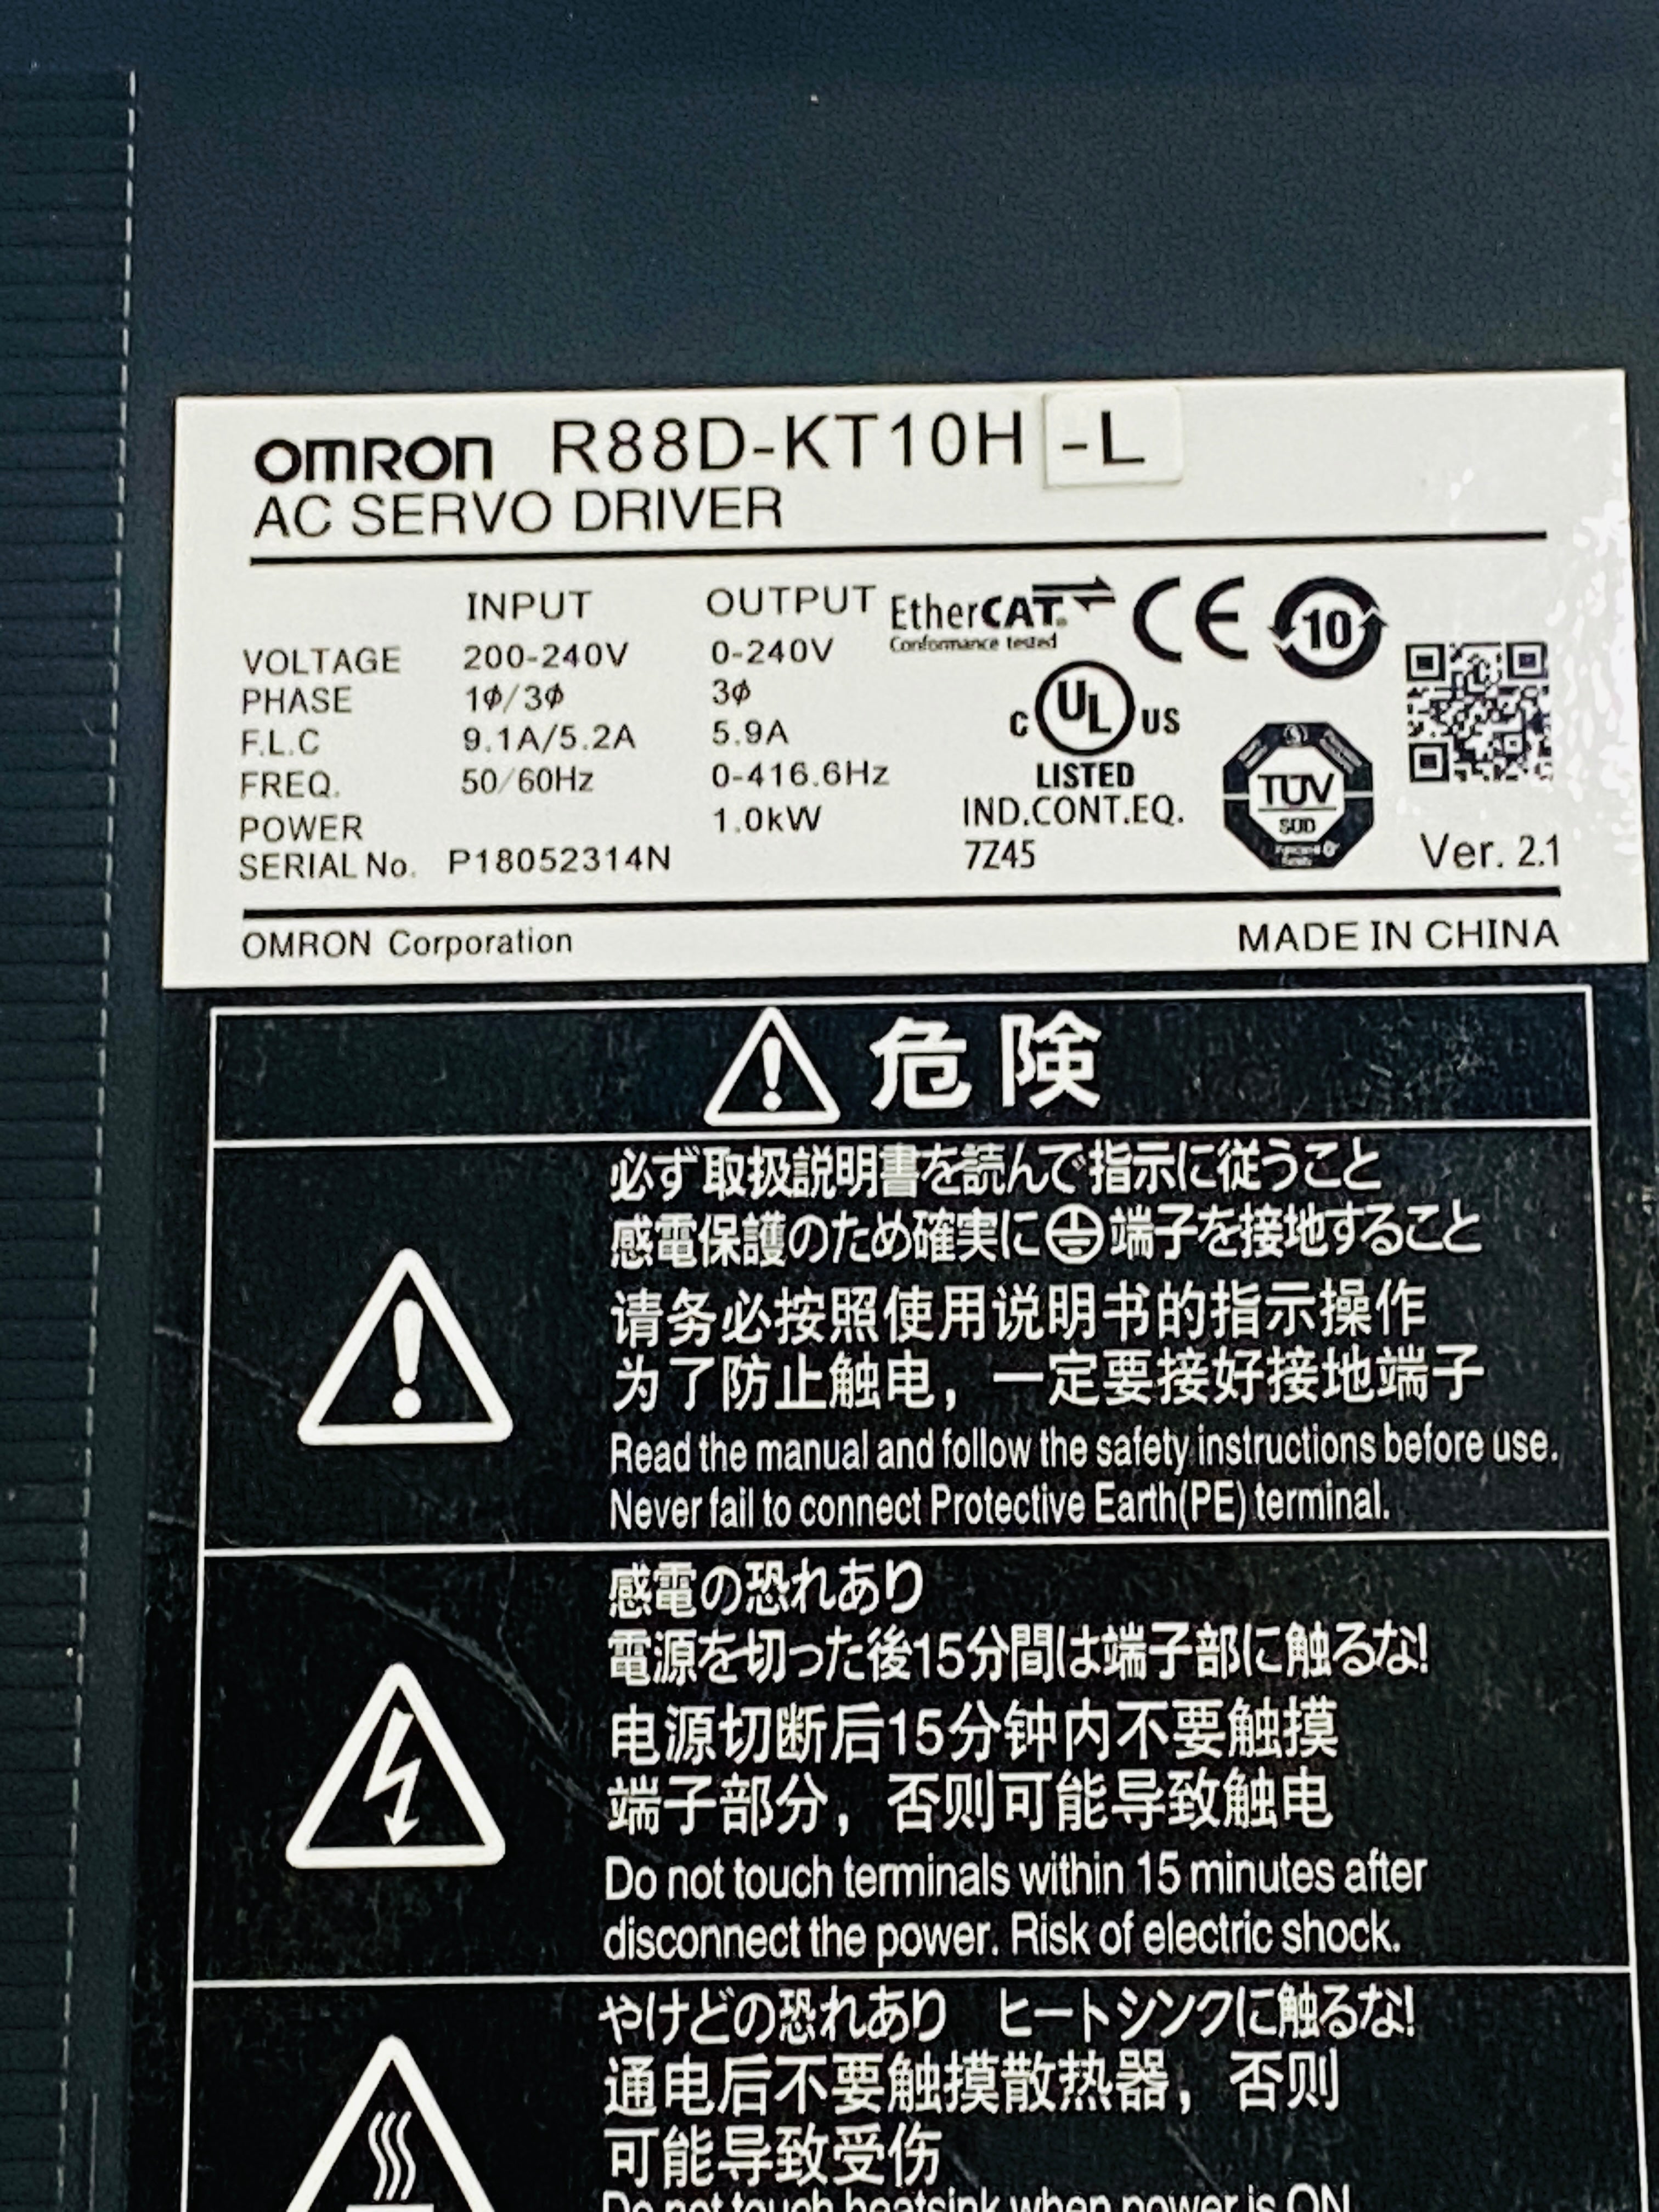 OMRON R88D-KT10H -L
AC SERVO DRIVER
INPUT OUTPUT
VOLTAGE 200-240V 0-240V
PHASE 1φ/3φ 3φ
F.L.C 9.1A/5.2A 5.9A
FREQ. 50/60Hz 0-416.6Hz
POWER 1.0kW
SERIAL No. P18052314N
EtherCAT®
Conformance tested
CE
10
C UL US
LISTED
IND.CONT.EQ.
7Z45
TÜV
SÜD
Ver. 2.1
OMRON Corporation MADE IN CHINA
危険
必ず取扱説明書を読んで指示に従うこと
感電保護のため確実に端子を接地すること
请务必按照使用说明书的指示操作
为了防止触电，一定要接好接地端子
Read the manual and follow the safety instructions before use.
Never fail to connect Protective Earth(PE) terminal.
感電の恐れあり
電源を切った後15分間は端子部に触るな!
电源切断后15分钟内不要触摸
端子部分，否则可能导致触电
Do not touch terminals within 15 minutes after
disconnect the power. Risk of electric shock.
やけどの恐れあり ヒートシンクに触るな!
通电后不要触摸散热器，否则
可能导致受伤
Do not touch heatsink when power is ON.